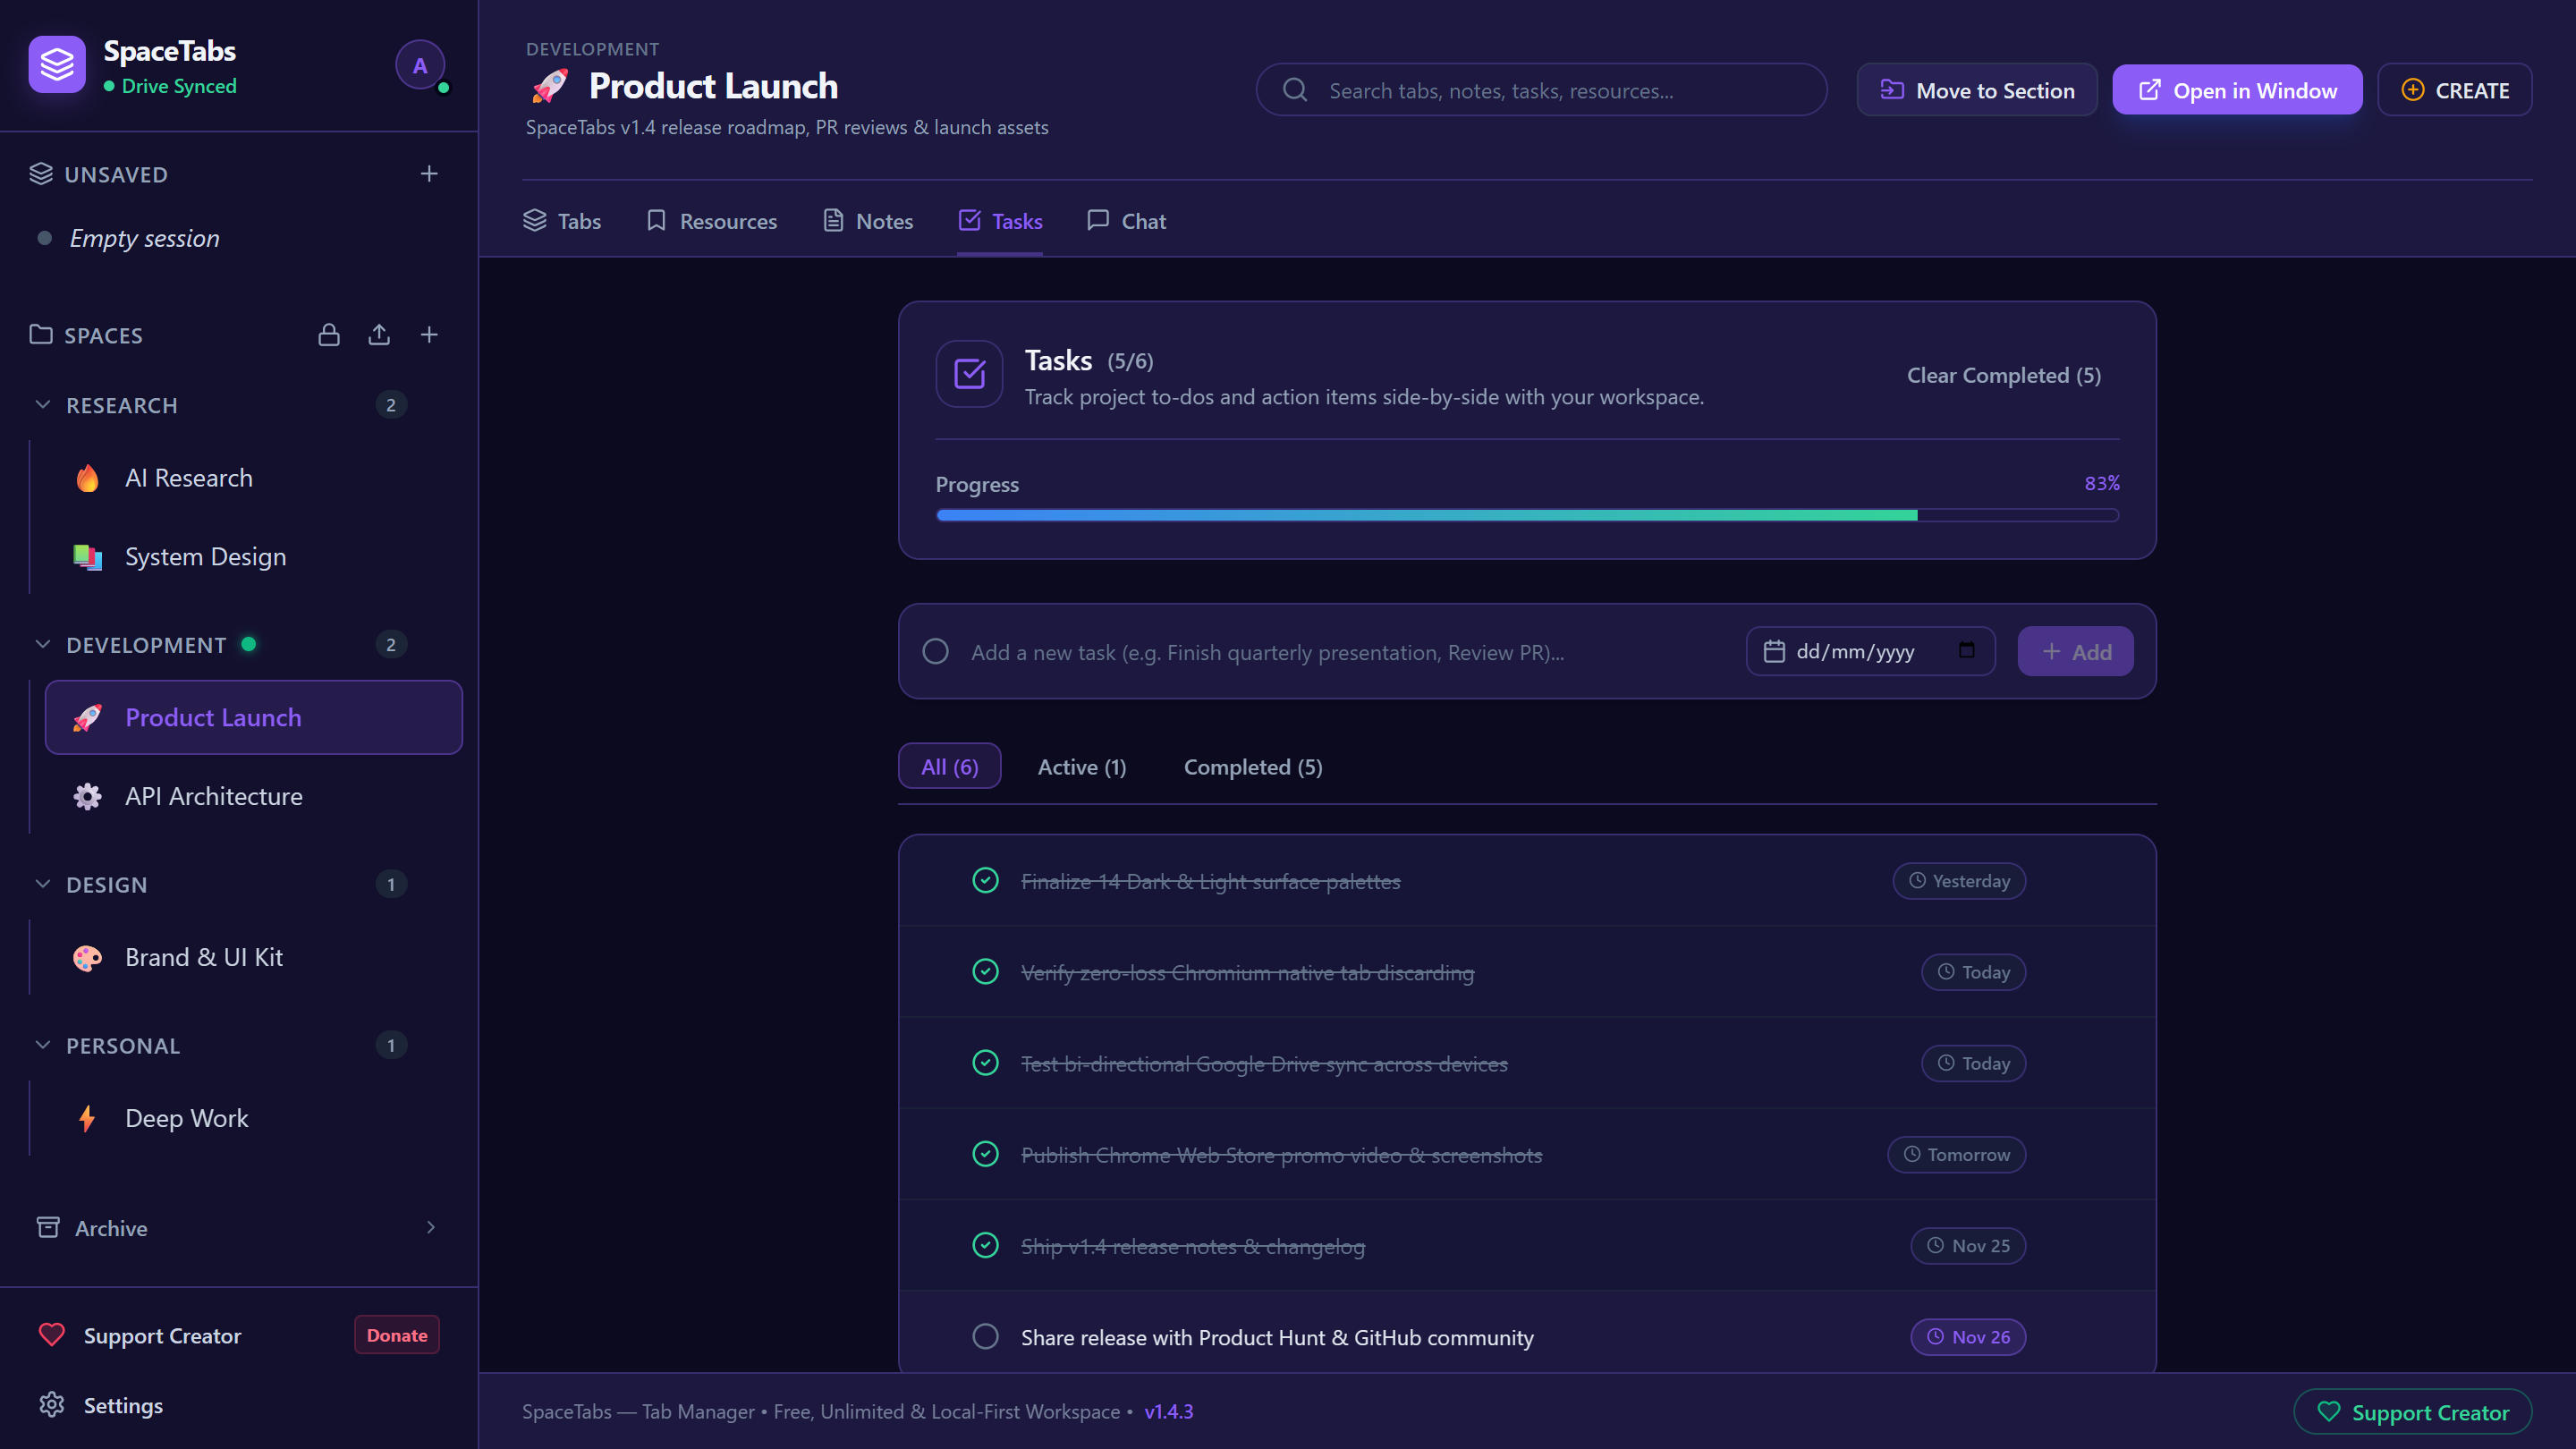 SpaceTabs
Drive Synced
A
UNSAVED
Empty session
SPACES
RESEARCH 2
AI Research
System Design
DEVELOPMENT 2
Product Launch
API Architecture
DESIGN 1
Brand & UI Kit
PERSONAL 1
Deep Work
Archive
Support Creator Donate
Settings
DEVELOPMENT
Product Launch
SpaceTabs v1.4 release roadmap, PR reviews & launch assets
Search tabs, notes, tasks, resources...
Move to Section
Open in Window
CREATE
Tabs Resources Notes Tasks Chat
Tasks (5/6)
Track project to-dos and action items side-by-side with your workspace.
Clear Completed (5)
Progress 83%
Add a new task (e.g. Finish quarterly presentation, Review PR)... dd/mm/yyyy Add
All (6) Active (1) Completed (5)
Finalize 14 Dark & Light surface palettes Yesterday
Verify zero-loss Chromium native tab discarding Today
Test bi-directional Google Drive sync across devices Today
Publish Chrome Web Store promo video & screenshots Tomorrow
Ship v1.4 release notes & changelog Nov 25
Share release with Product Hunt & GitHub community Nov 26
SpaceTabs — Tab Manager • Free, Unlimited & Local-First Workspace • v1.4.3
Support Creator